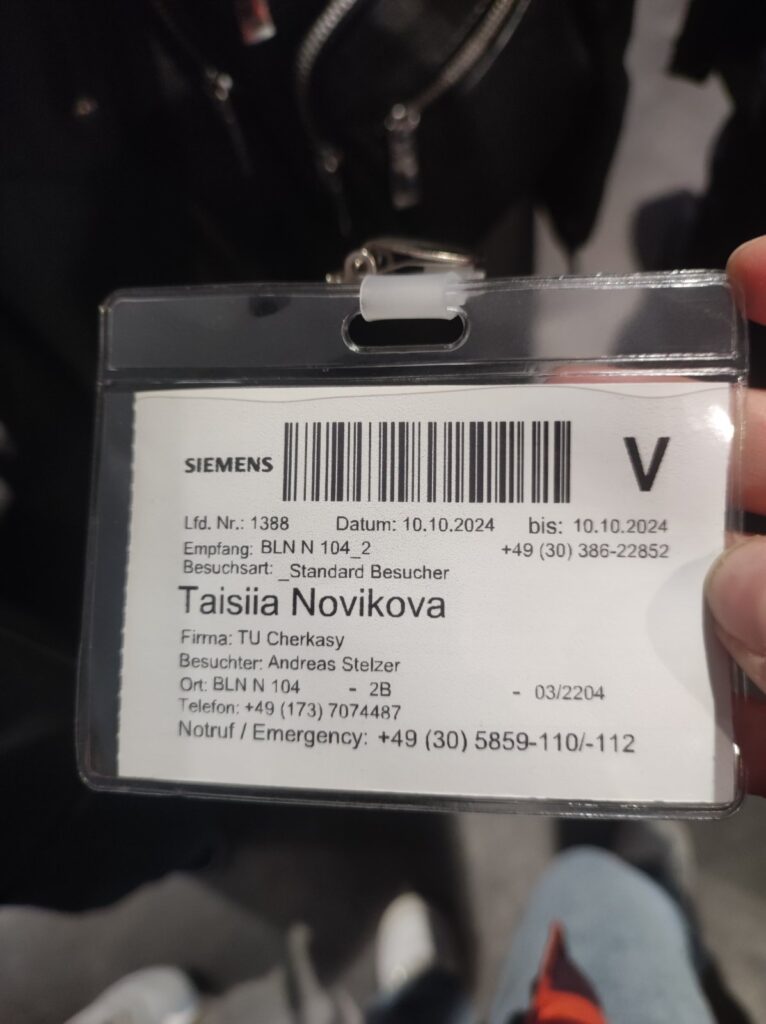 SIEMENS V
Lfd. Nr.: 1388 Datum: 10.10.2024 bis: 10.10.2024
Empfang: BLN N 104_2 +49 (30) 386-22852
Besuchsart: _Standard Besucher
Taisiia Novikova
Firma: TU Cherkasy
Besuchter: Andreas Stelzer
Ort: BLN N 104 - 2B - 03/2204
Telefon: +49 (173) 7074487
Notruf / Emergency: +49 (30) 5859-110/-112